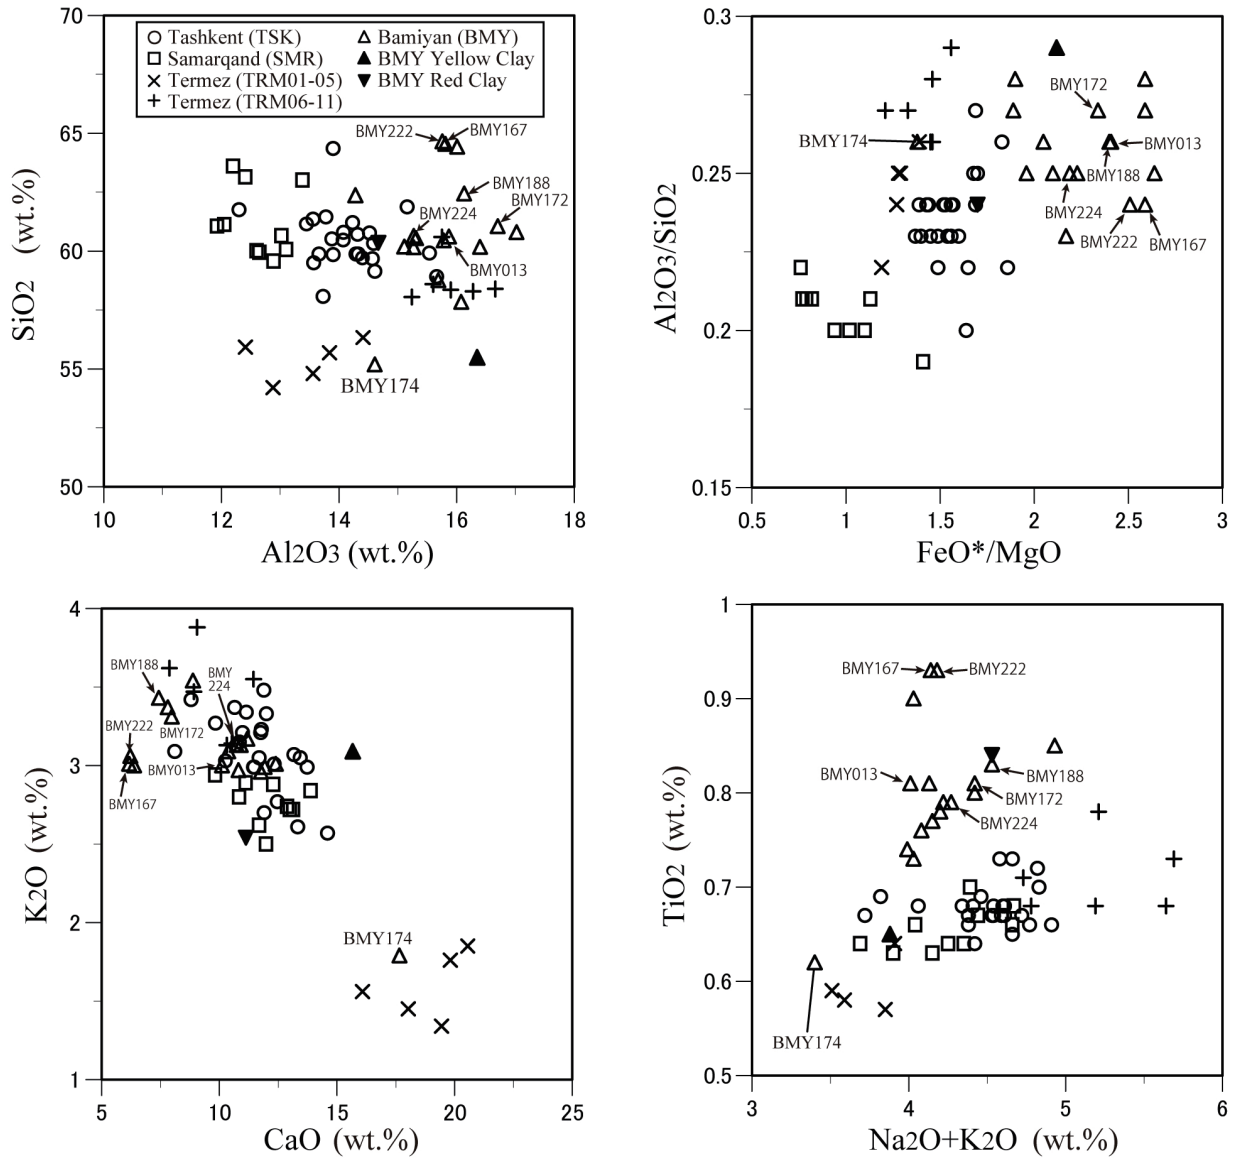 70
65
60
55
50
SiO2 (wt.%)
Tashkent (TSK)
Samarqand (SMR)
Termez (TRM01-05)
Termez (TRM06-11)
Bamiyan (BMY)
BMY Yellow Clay
BMY Red Clay
BMY222
BMY167
BMY188
BMY172
BMY224
BMY013
BMY174
10 12 14 16 18
Al2O3 (wt.%)
0.3
0.25
0.2
0.15
Al2O3/SiO2
BMY172
BMY174
BMY013
BMY188
BMY224
BMY222
BMY167
0.5 1 1.5 2 2.5 3
FeO*/MgO
4
3
2
1
K2O (wt.%)
BMY188
BMY
224
BMY222
BMY172
BMY013
BMY167
BMY174
5 10 15 20 25
CaO (wt.%)
1
0.9
0.8
0.7
0.6
0.5
TiO2 (wt.%)
BMY167
BMY222
BMY013
BMY188
BMY172
BMY224
BMY174
3 4 5 6
Na2O+K2O (wt.%)